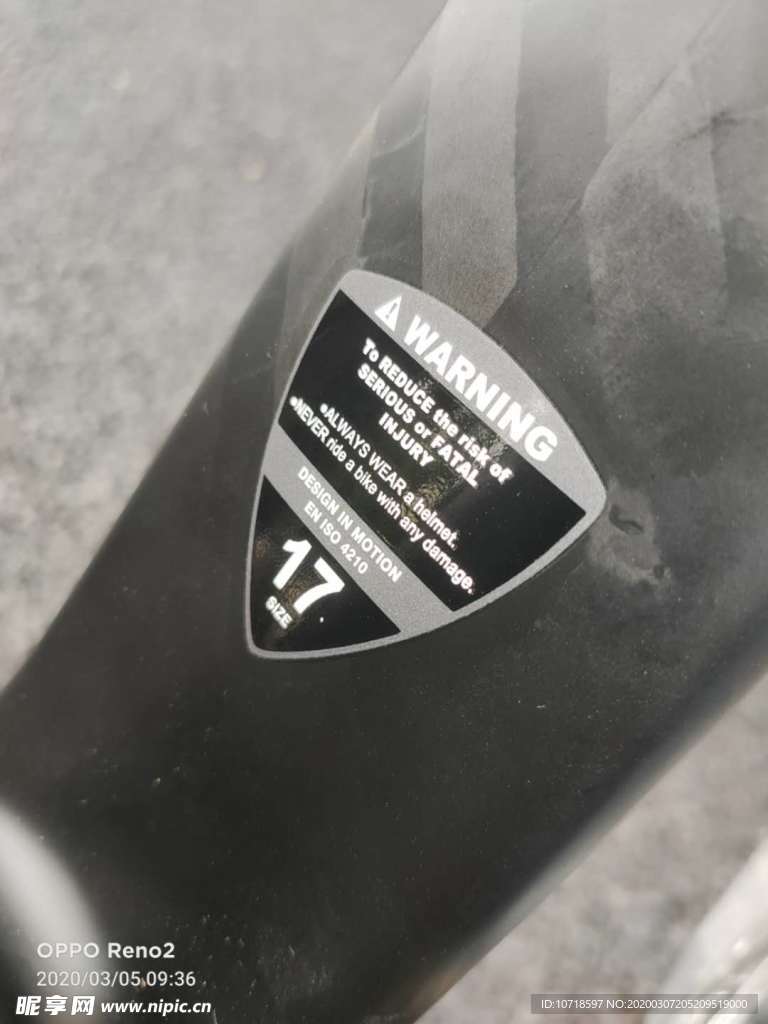 WARNING
To REDUCE the risk of
SERIOUS or FATAL
INJURY
•ALWAYS WEAR a helmet.
•NEVER ride a bike with any damage.
DESIGN IN MOTION
EN ISO 4210
17
SIZE
OPPO Reno2
2020/03/05 09:36
昵享网 www.nipic.cn
ID:10718597 NO:20200307205209519000